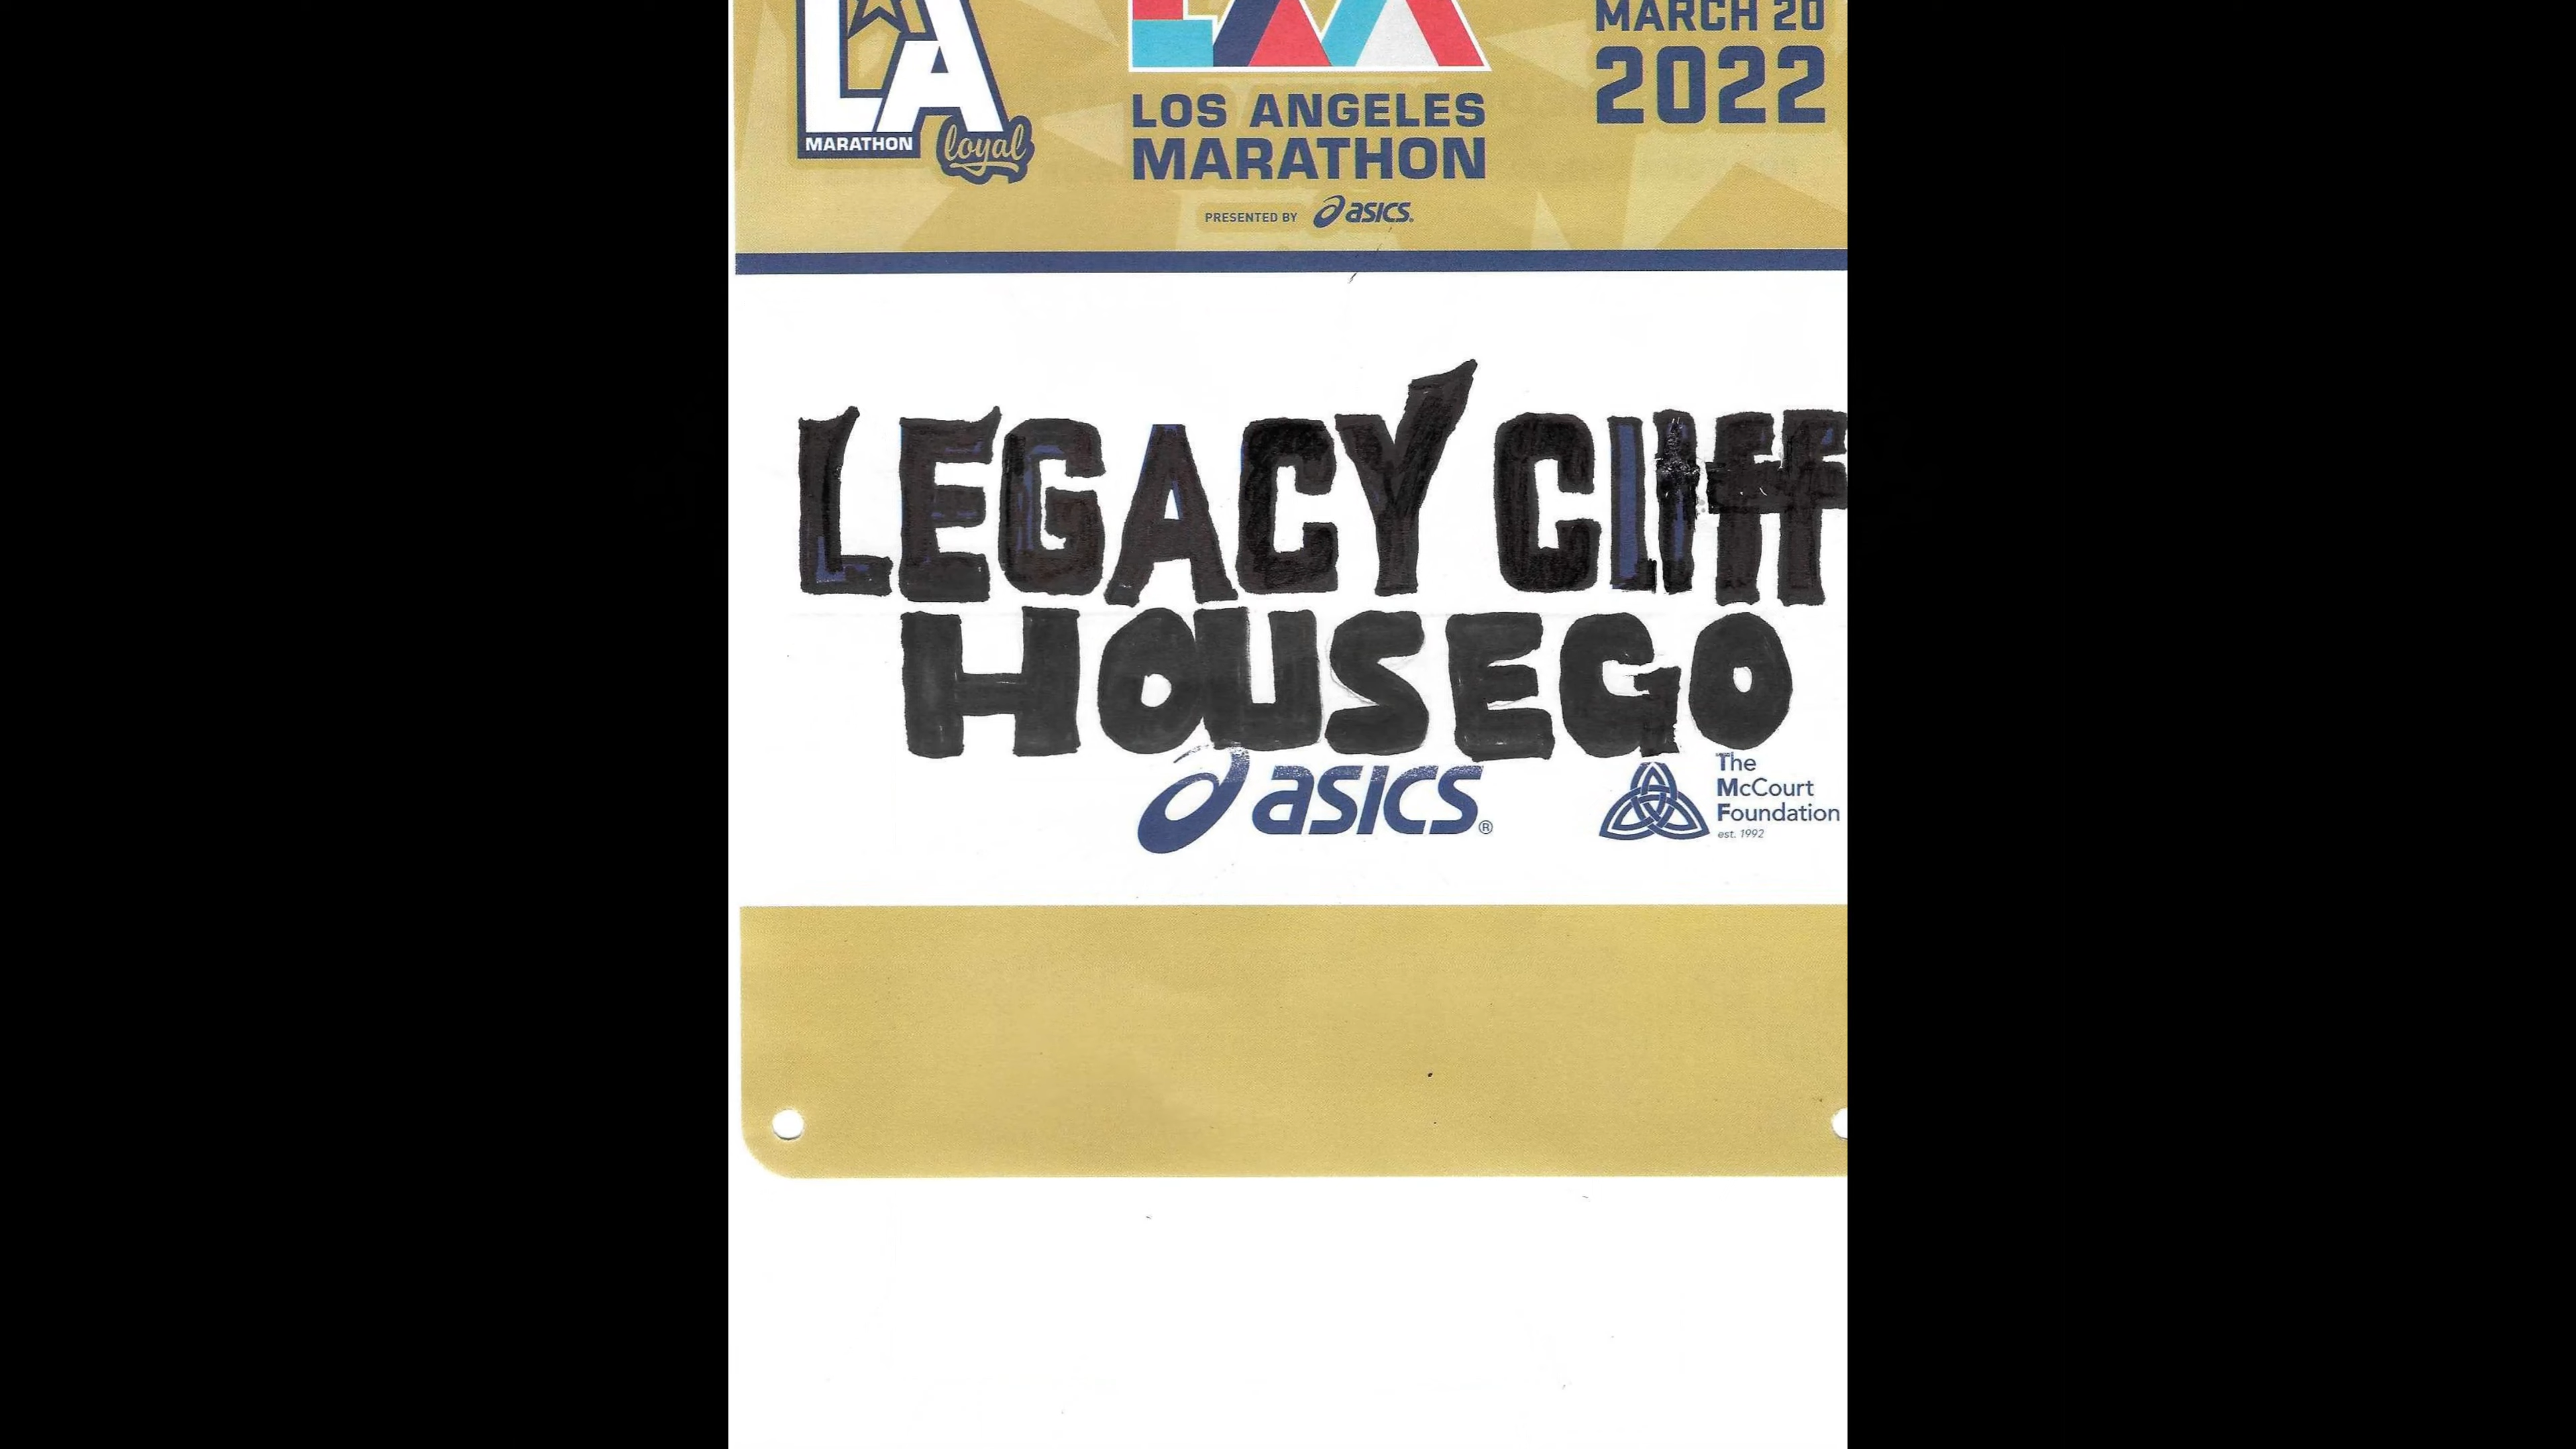 LA
MARATHON loyal
LOS ANGELES
MARATHON
PRESENTED BY asics
MARCH 20
2022
LEGACY CLIFF
HOUSEGO
asics®
The
McCourt
Foundation
est. 1992